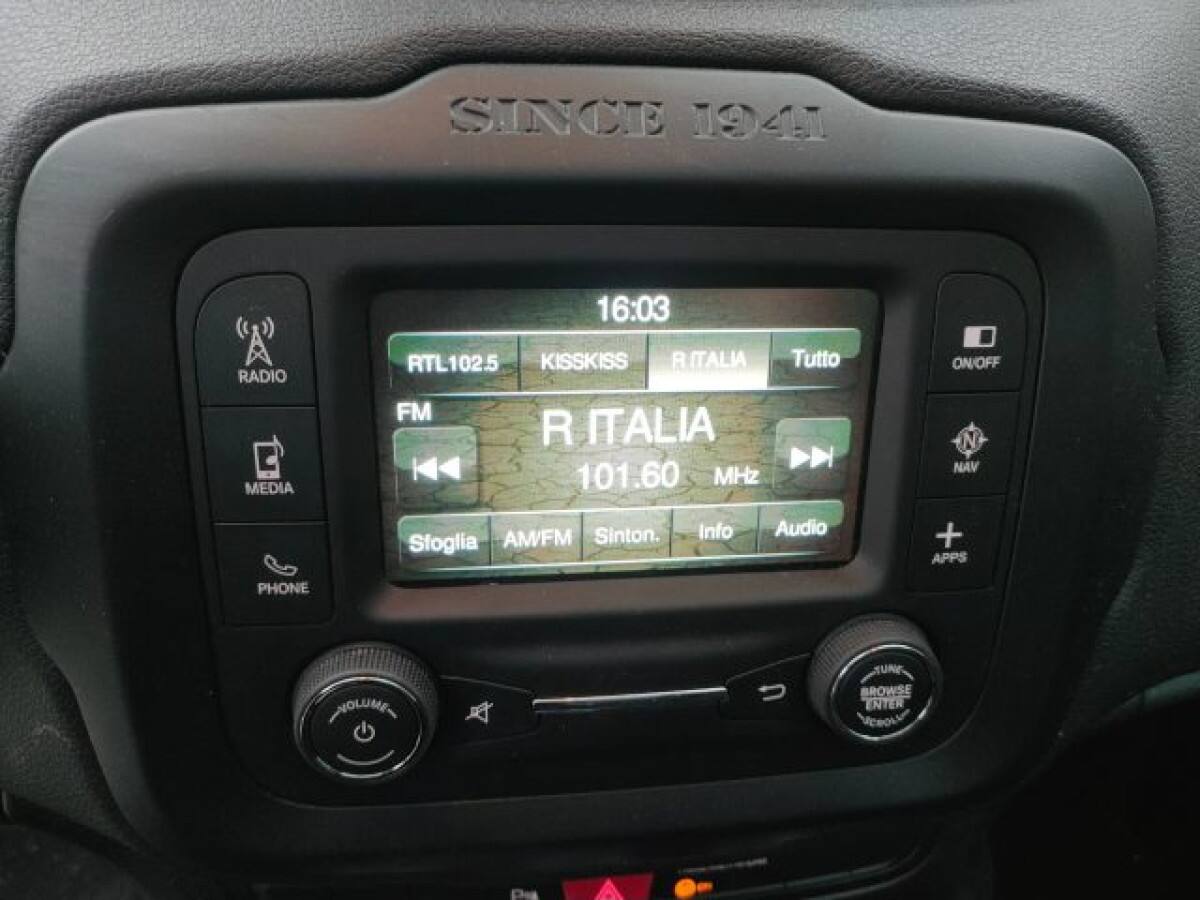 SINCE 1941
16:03
RTL102.5 KISSKISS R ITALIA Tutto
FM
R ITALIA
101.60 MHz
Sfoglia AM/FM Sinton. Info Audio
RADIO
MEDIA
PHONE
ON/OFF
NAV
APPS
VOLUME
TUNE
BROWSE
ENTER
SCROLL